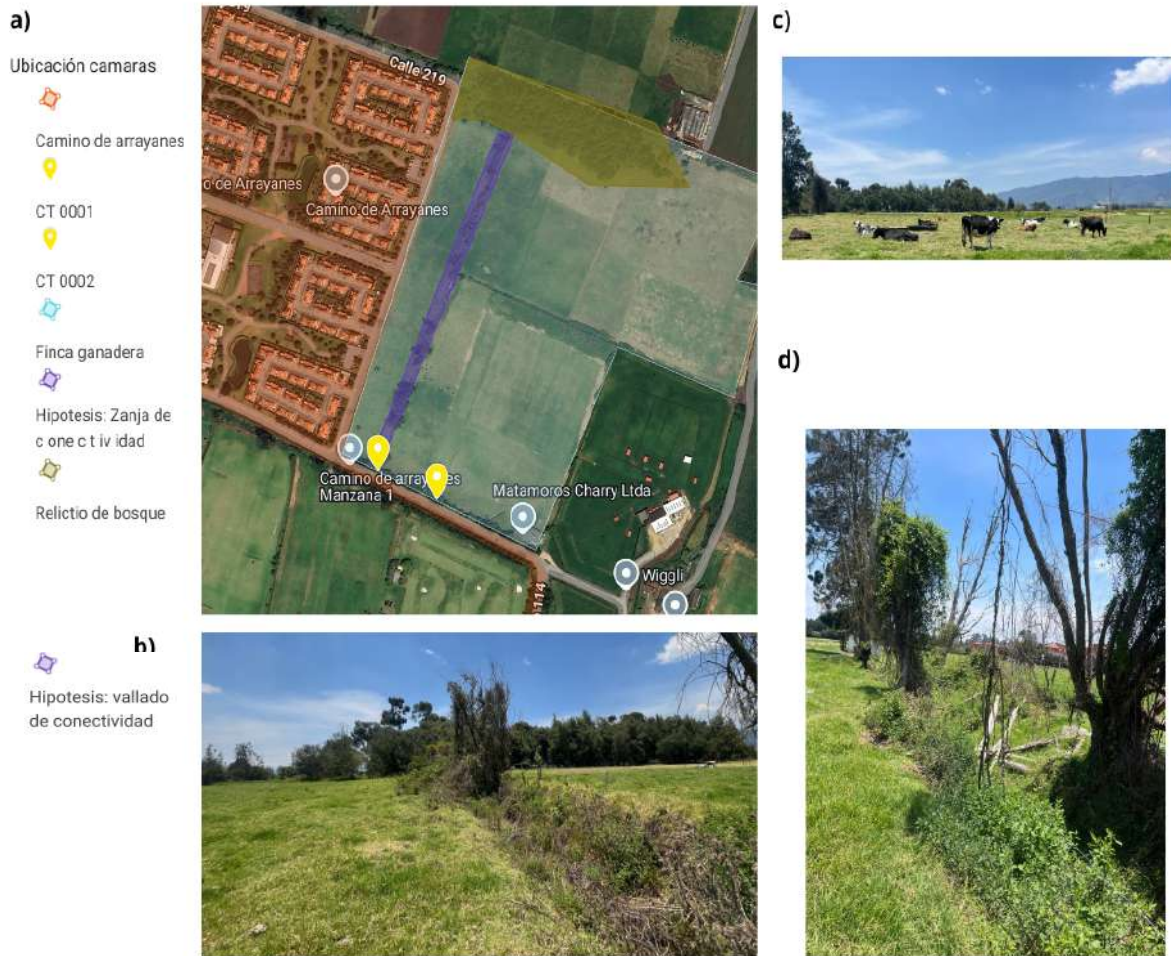 a)
Ubicación camaras
Camino de arrayanes
CT 0001
CT 0002
Finca ganadera
Hipotesis: Zanja de
c one c t iv idad
Relictio de bosque
Calle 219
o de Arrayanes
Camino de Arrayanes
Camino de arrayanes
Manzana 1
Matamoros Charry Ltda
Wiggli
b)
Hipotesis: vallado
de conectividad
c)
d)